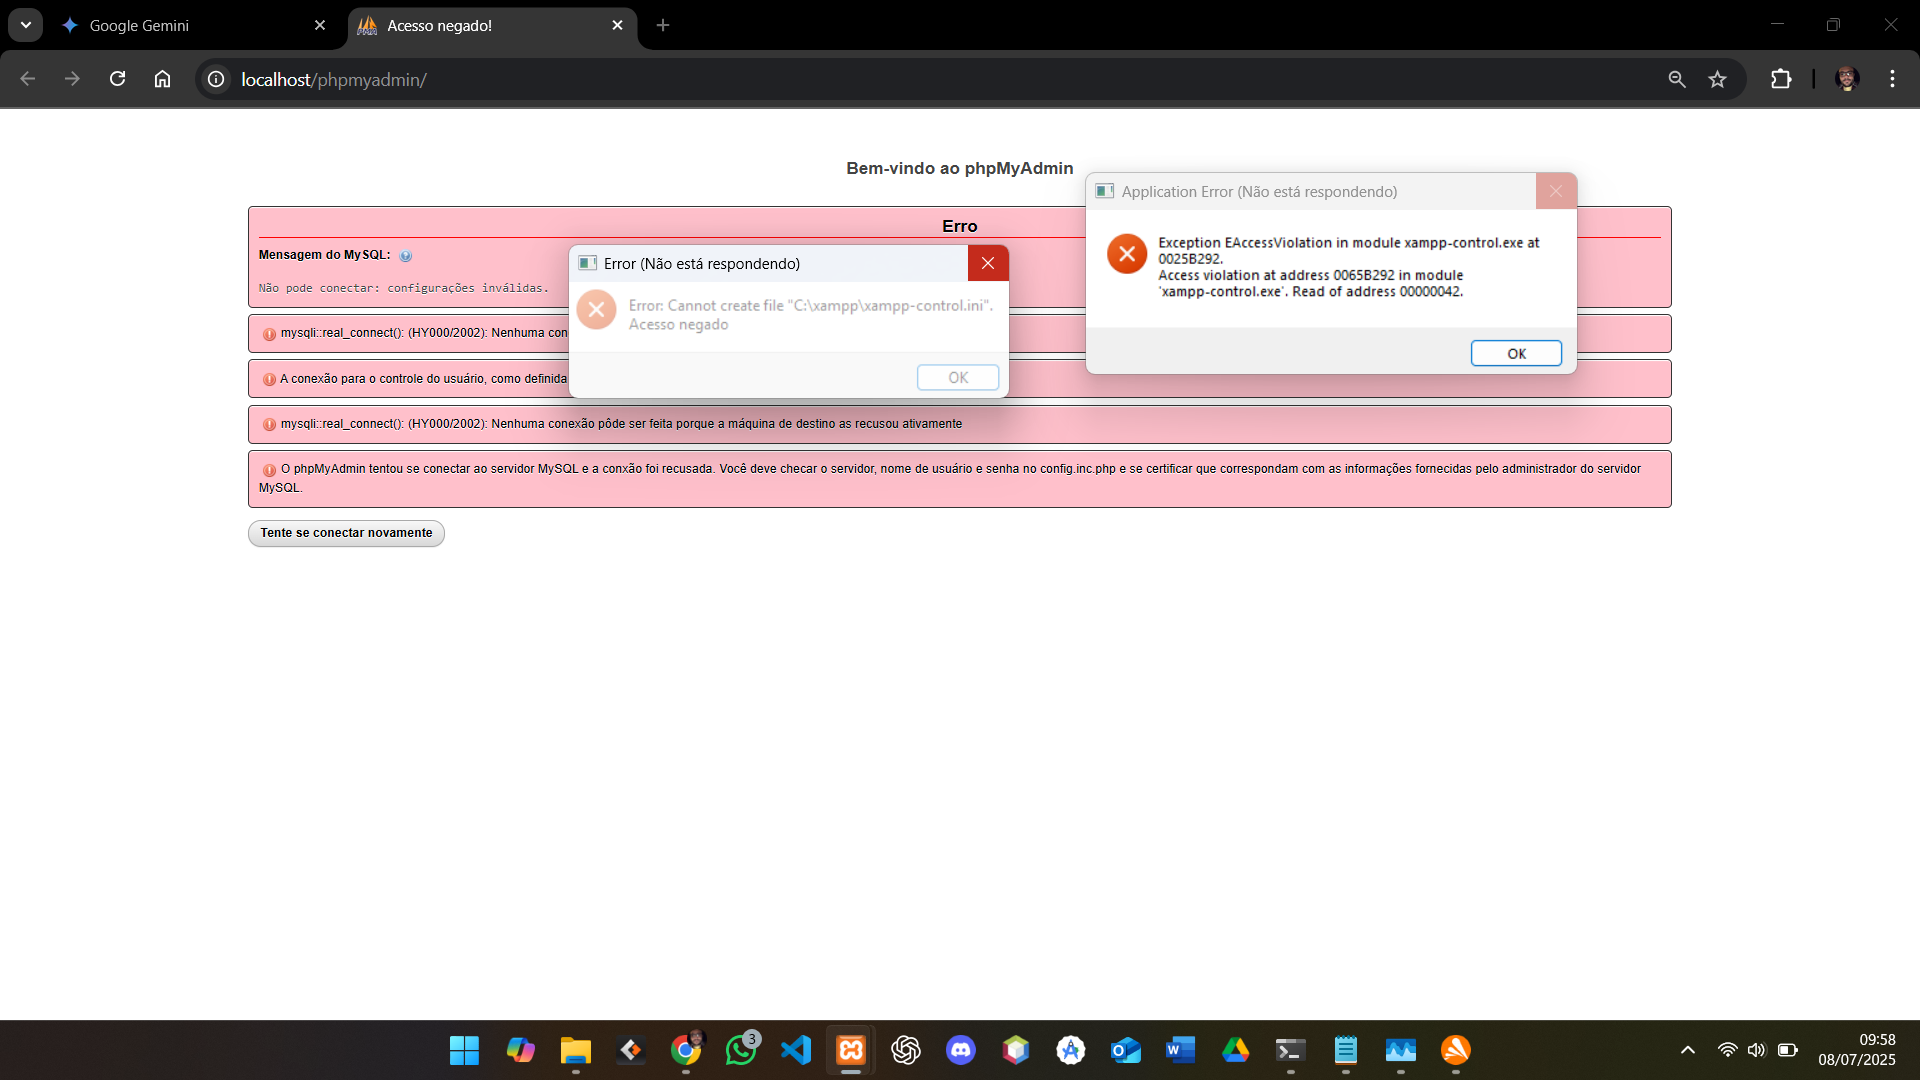 Google Gemini
Acesso negado!
localhost/phpmyadmin/
Bem-vindo ao phpMyAdmin
Erro
Mensagem do MySQL:
Não pode conectar: configurações inválidas.
mysqli::real_connect(): (HY000/2002): Nenhuma con
A conexão para o controle do usuário, como definida
mysqli::real_connect(): (HY000/2002): Nenhuma conexão pôde ser feita porque a máquina de destino as recusou ativamente
O phpMyAdmin tentou se conectar ao servidor MySQL e a conxão foi recusada. Você deve checar o servidor, nome de usuário e senha no config.inc.php e se certificar que correspondam com as informações fornecidas pelo administrador do servidor
MySQL.
Tente se conectar novamente
Error (Não está respondendo)
Error: Cannot create file "C:\xampp\xampp-control.ini".
Acesso negado
OK
Application Error (Não está respondendo)
Exception EAccessViolation in module xampp-control.exe at
0025B292.
Access violation at address 0065B292 in module
'xampp-control.exe'. Read of address 00000042.
OK
3
09:58
08/07/2025